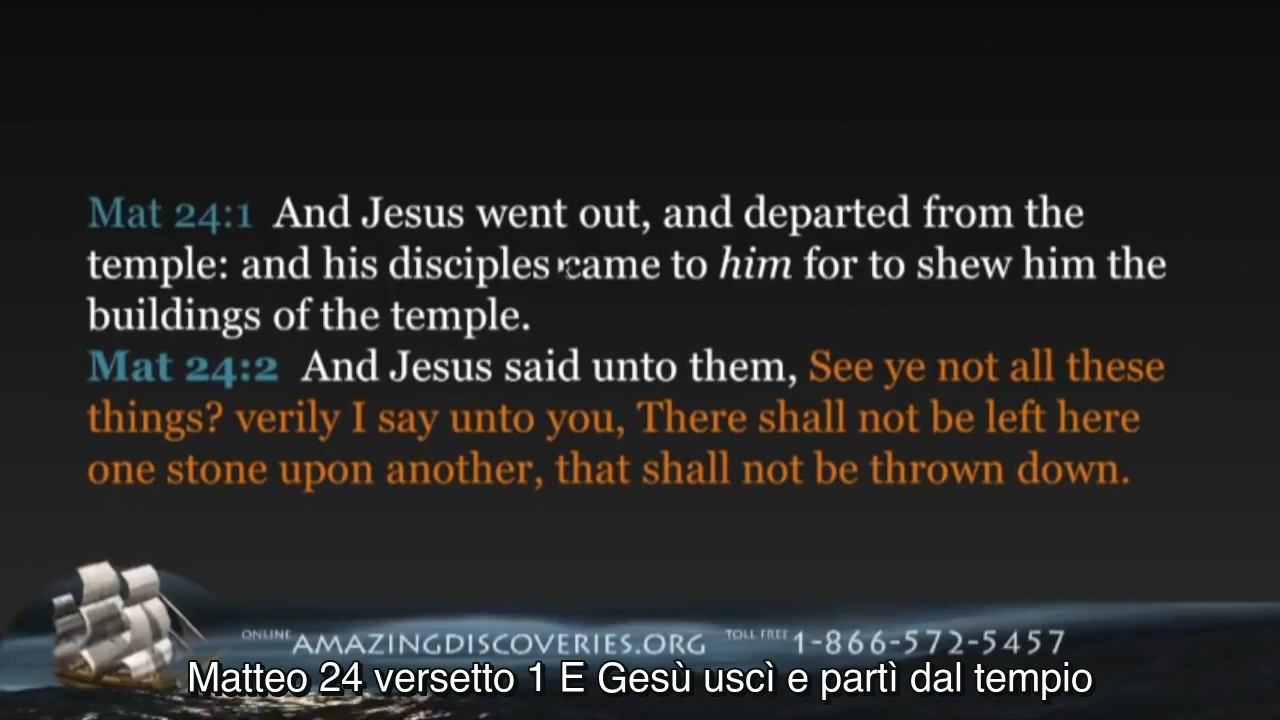 Mat 24:1 And Jesus went out, and departed from the
temple: and his disciples came to him for to shew him the
buildings of the temple.
Mat 24:2 And Jesus said unto them, See ye not all these
things? verily I say unto you, There shall not be left here
one stone upon another, that shall not be thrown down.
ONLINE AMAZINGDISCOVERIES.ORG TOLL FREE 1-866-572-5457
Matteo 24 versetto 1 E Gesù uscì e partì dal tempio